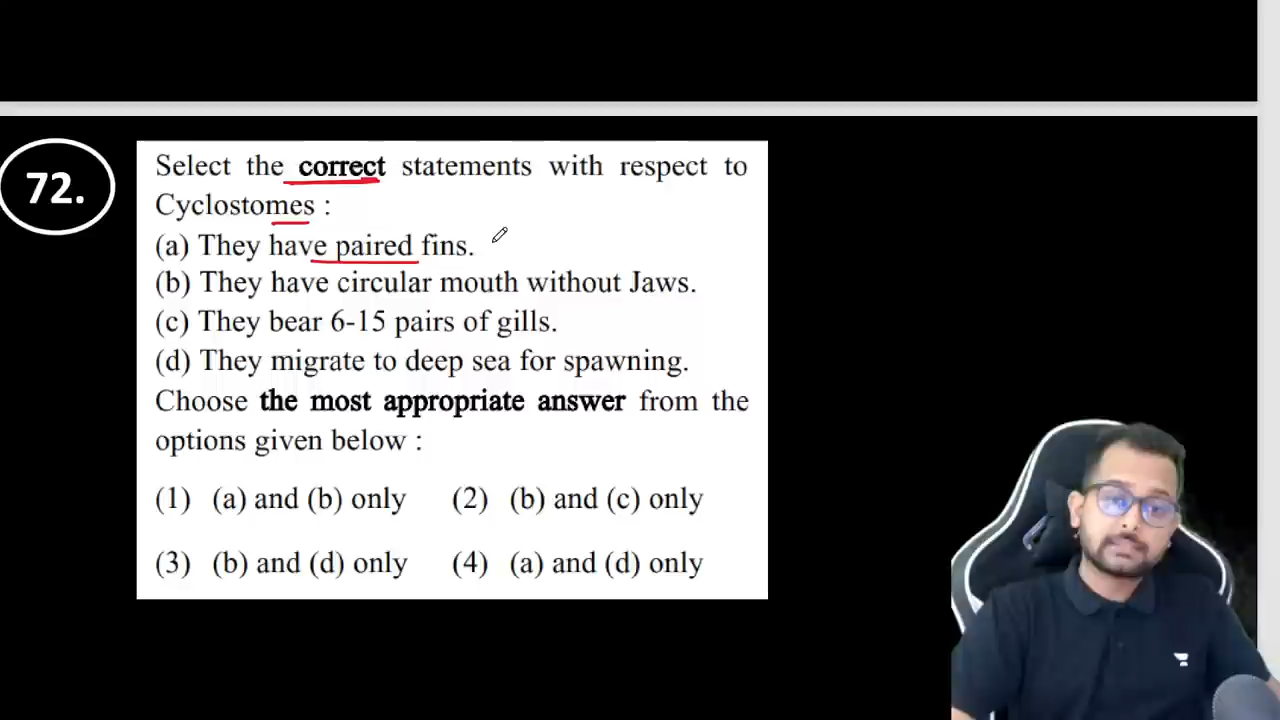 72.
Select the correct statements with respect to
Cyclostomes :
(a) They have paired fins.
(b) They have circular mouth without Jaws.
(c) They bear 6-15 pairs of gills.
(d) They migrate to deep sea for spawning.
Choose the most appropriate answer from the
options given below :
(1) (a) and (b) only (2) (b) and (c) only
(3) (b) and (d) only (4) (a) and (d) only